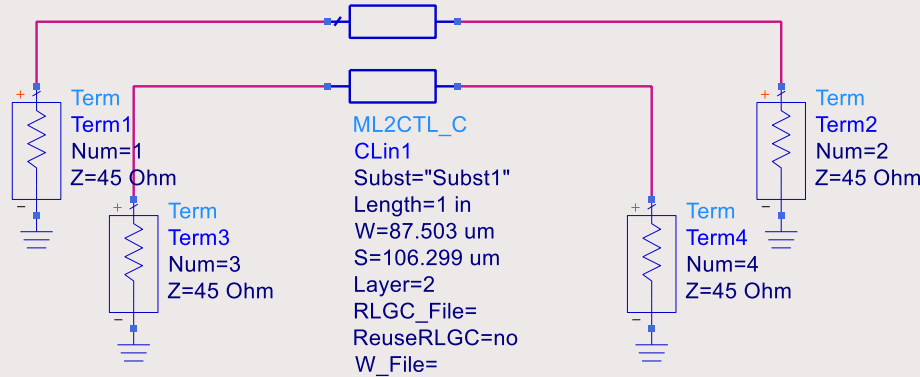 +
Term
Term1
Num=1
Z=45 Ohm
−
+
Term
Term3
Num=3
Z=45 Ohm
−
ML2CTL_C
CLin1
Subst="Subst1"
Length=1 in
W=87.503 um
S=106.299 um
Layer=2
RLGC_File=
ReuseRLGC=no
W_File=
+
Term
Term4
Num=4
Z=45 Ohm
−
+
Term
Term2
Num=2
Z=45 Ohm
−